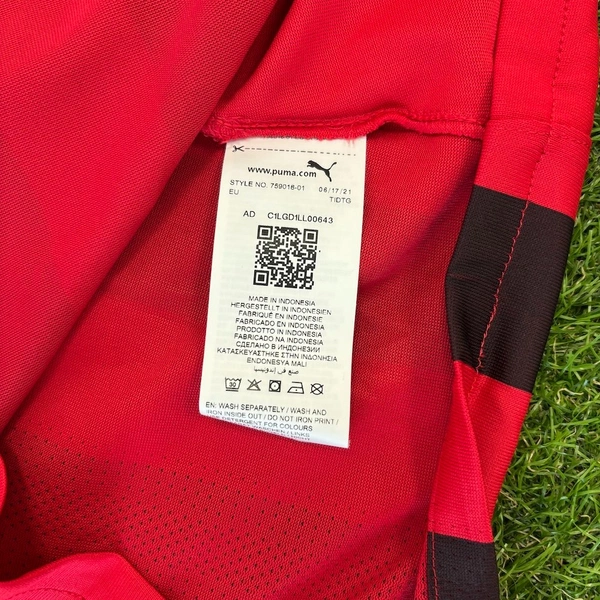 www.puma.com
STYLE NO. 759016-01 06/17/21
EU TIDTG
AD C1LGD1LL00643
MADE IN INDONESIA
HERGESTELLT IN INDONESIEN
FABRIQUÉ EN INDONÉSIE
FABRICADO EN INDONESIA
PRODOTTO IN INDONESIA
FABRICADO NA INDONÉSIA
СДЕЛАНО В ИНДОНЕЗИИ
ΚΑΤΑΣΚΕΥΑΣΤΗΚΕ ΣΤΗΝ ΙΝΔΟΝΗΣΙΑ
ENDONESYA MALI
صنع في إندونيسيا
30
EN: WASH SEPARATELY / WASH AND
IRON INSIDE OUT / DO NOT IRON PRINT /
USE DETERGENT FOR COLOURS
WASCHEN / LINKS